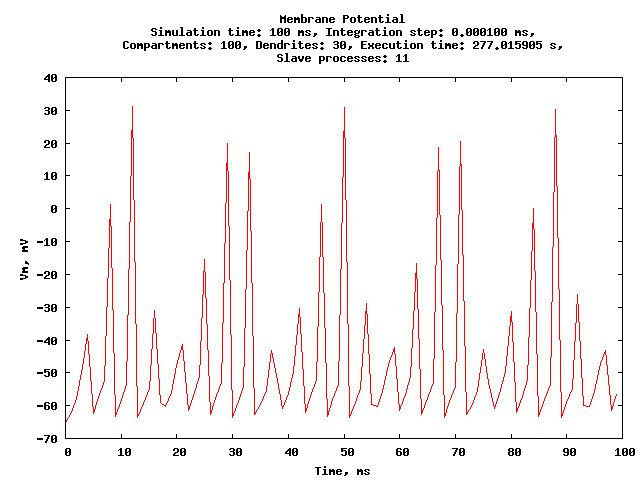 Membrane Potential
Simulation time: 100 ms, Integration step: 0.000100 ms,
Compartments: 100, Dendrites: 30, Execution time: 277.015905 s,
Slave processes: 11
40
30
20
10
0
-10
-20
-30
-40
-50
-60
-70
Vm, mV
0 10 20 30 40 50 60 70 80 90 100
Time, ms